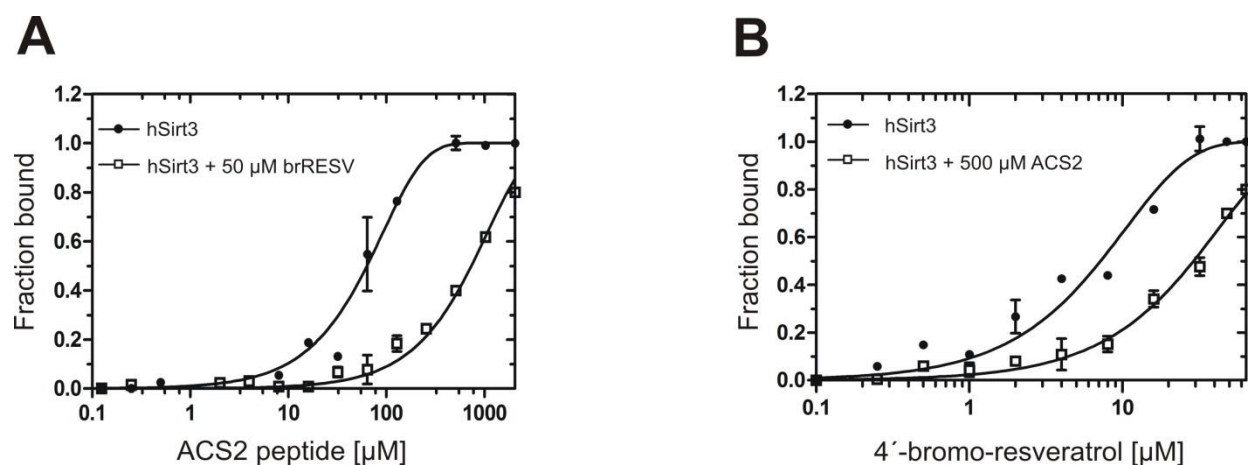 A
B
1.2
1.0
0.8
0.6
0.4
0.2
0.0
Fraction bound
hSirt3
hSirt3 + 50 µM brRESV
0.1 1 10 100 1000
ACS2 peptide [µM]
1.2
1.0
0.8
0.6
0.4
0.2
0.0
Fraction bound
hSirt3
hSirt3 + 500 µM ACS2
0.1 1 10
4´-bromo-resveratrol [µM]